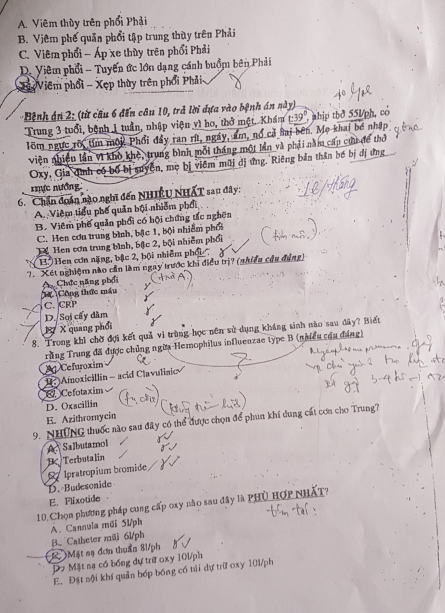 A. Viêm thùy trên phổi Phải
B. Viêm phế quản phổi tập trung thùy trên Phải
C. Viêm phổi – Áp xe thùy trên phổi Phải
D. Viêm phổi – Tuyến ức lớn dạng cánh buồm bên Phải
E. Viêm phổi – Xẹp thùy trên phổi Phải
Bệnh án 2: (từ câu 6 đến câu 10, trả lời dựa vào bệnh án này)
Trung 3 tuổi, bệnh 1 tuần, nhập viện vì ho, thở mệt. Khám t:39°, nhịp thở 55l/ph, có
lõm ngực rõ, tím môi. Phổi đầy ran rít, ngáy, ẩm, nổ cả hai bên. Mẹ khai bé nhập
viện nhiều lần vì khò khè, trung bình mỗi tháng một lần và phải nằm cấp cứu để thở
Oxy, Gia đình có bố bị suyễn, mẹ bị viêm mũi dị ứng. Riêng bản thân bé bị dị ứng
mực nướng.
1L/tháng
6. Chẩn đoán nào nghĩ đến NHIỀU NHẤT sau đây:
A. Viêm tiểu phế quản bội nhiễm phổi
B. Viêm phế quản phổi có hội chứng tắc nghẽn
C. Hen cơn trung bình, bậc 1, bội nhiễm phổi
D. Hen cơn trung bình, bậc 2, bội nhiễm phổi
E. Hen cơn nặng, bậc 2, bội nhiễm phổi
(tím môi)
7. Xét nghiệm nào cần làm ngay trước khi điều trị? (nhiều câu đúng)
A. Chức năng phổi
(trừ A)
B. Công thức máu
C. CRP
D. Soi cấy đàm
E. X quang phổi
8. Trong khi chờ đợi kết quả vi trùng học nên sử dụng kháng sinh nào sau đây? Biết
rằng Trung đã được chủng ngừa Hemophilus influenzae type B (nhiều câu đúng)
A. Cefuroxim
B. Amoxicillin – acid Clavulinic
C. Cefotaxim
D. Oxacillin
E. Azithromycin
9. NHỮNG thuốc nào sau đây có thể được chọn để phun khí dung cắt cơn cho Trung?
A. Salbutamol
B. Terbutalin
C. Ipratropium bromide
D. Budesonide
E. Flixotide
10. Chọn phương pháp cung cấp oxy nào sau đây là PHÙ HỢP NHẤT?
A. Cannula mũi 5l/ph
B. Catheter mũi 6l/ph
C. Mặt nạ đơn thuần 8l/ph
D. Mặt nạ có bóng dự trữ oxy 10l/ph
E. Đặt nội khí quản bóp bóng có túi dự trữ oxy 10l/ph